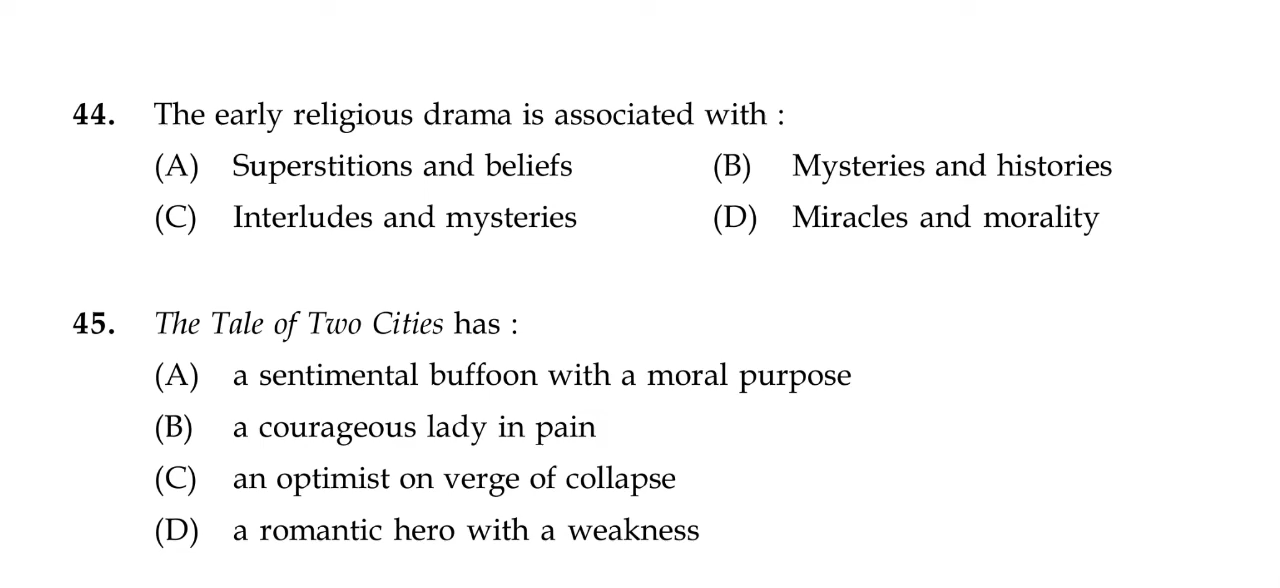 44. The early religious drama is associated with :
(A) Superstitions and beliefs (B) Mysteries and histories
(C) Interludes and mysteries (D) Miracles and morality
45. The Tale of Two Cities has :
(A) a sentimental buffoon with a moral purpose
(B) a courageous lady in pain
(C) an optimist on verge of collapse
(D) a romantic hero with a weakness